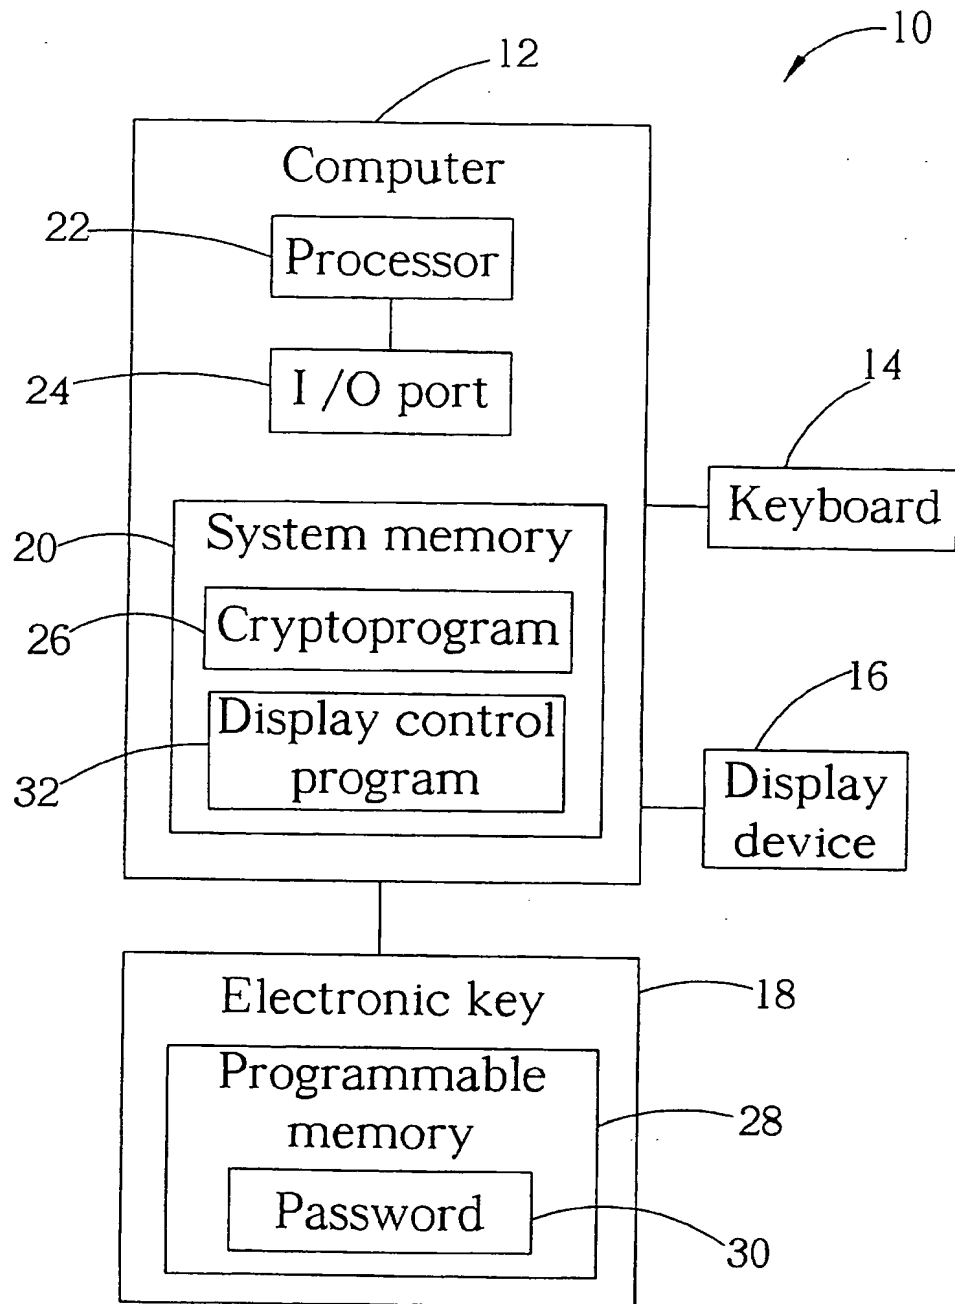 10
12
Computer
22
Processor
24
I /O port
14
Keyboard
20
System memory
26
Cryptoprogram
32
Display control
program
16
Display
device
Electronic key
18
Programmable
memory
28
Password
30